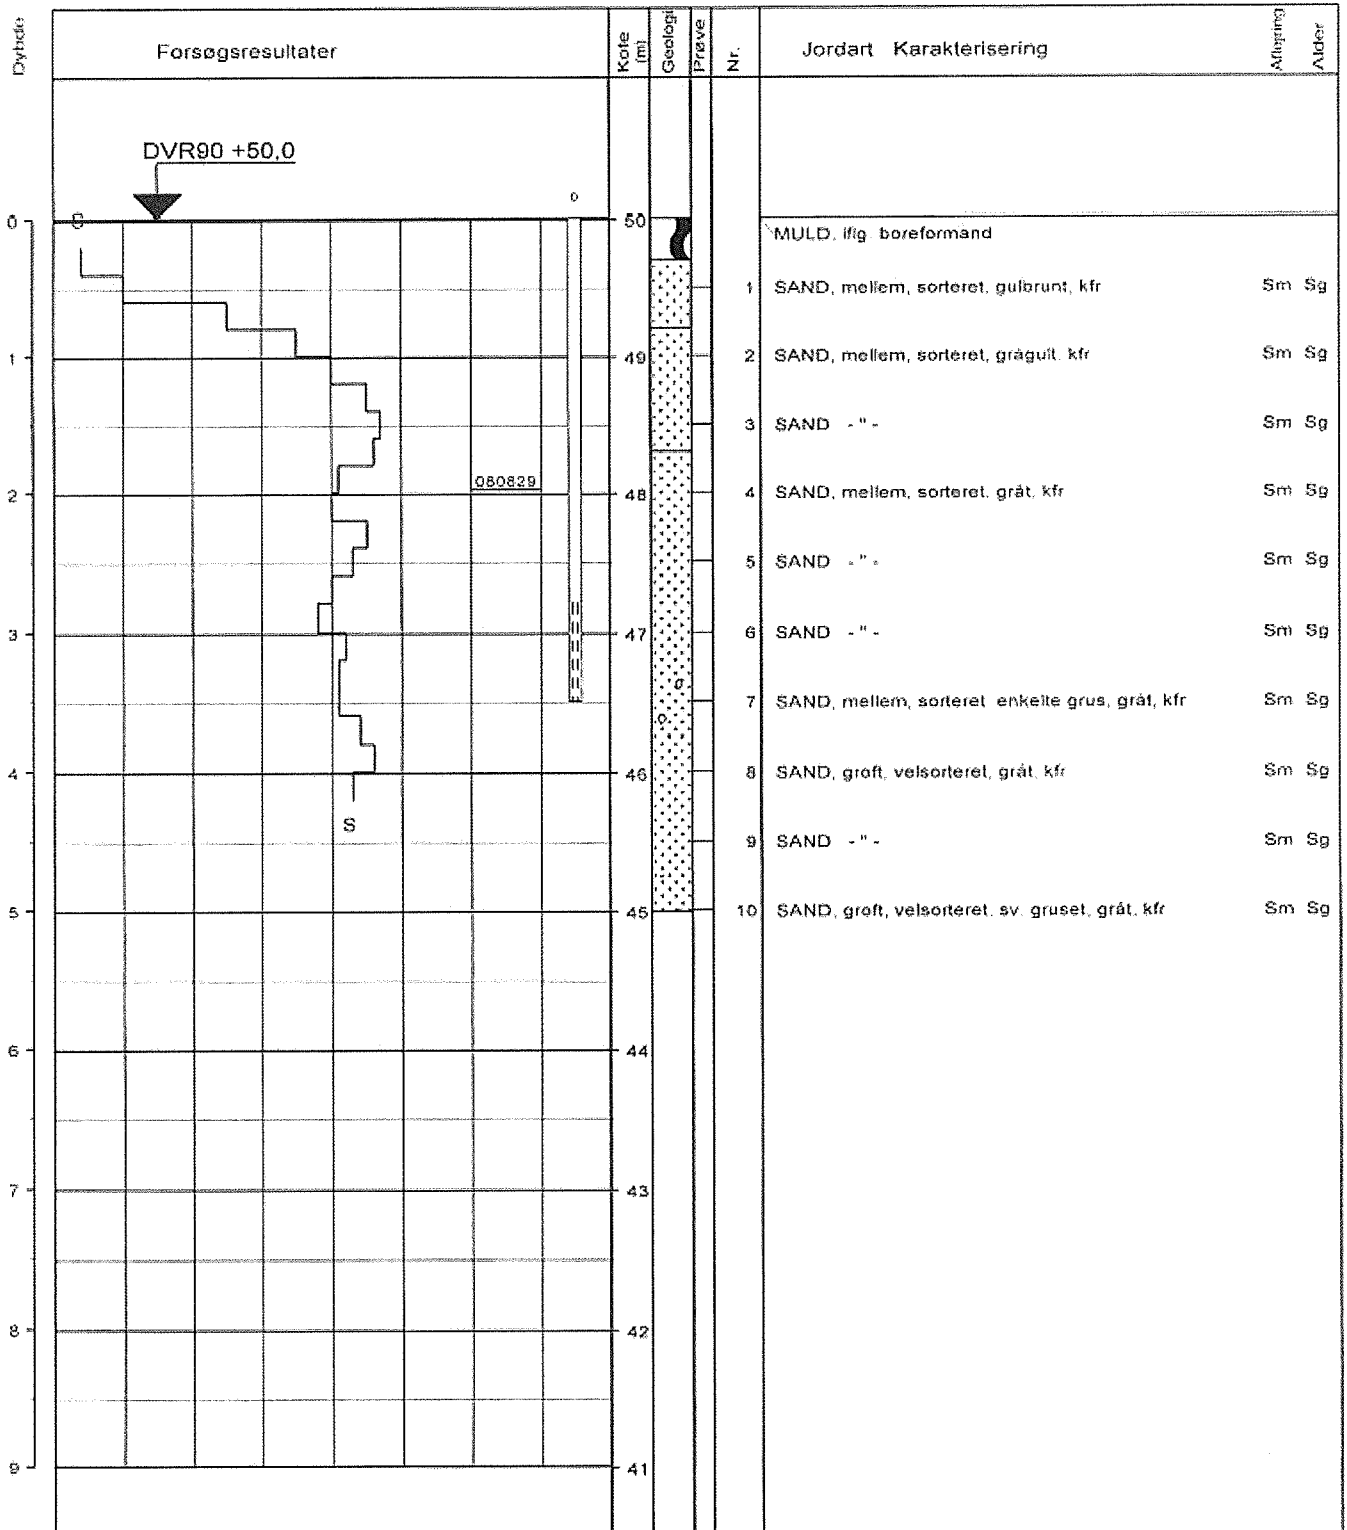 Dybde Forsøgsresultater Kote (m) Geologi Prøve Nr. Jordart Karakterisering Aflejring Alder
DVR90 +50,0
0 50
MULD, iflg. boreformand
1 SAND, mellem, sorteret, gulbrunt, kfr Sm Sg
1 49 2 SAND, mellem, sorteret, grågult, kfr Sm Sg
3 SAND - " - Sm Sg
080829
2 48 4 SAND, mellem, sorteret, gråt, kfr Sm Sg
5 SAND - " - Sm Sg
3 47 6 SAND - " - Sm Sg
7 SAND, mellem, sorteret enkelte grus, gråt, kfr Sm Sg
4 46 8 SAND, groft, velsorteret, gråt, kfr Sm Sg
S
9 SAND - " - Sm Sg
5 45 10 SAND, groft, velsorteret, sv. gruset, gråt, kfr Sm Sg
6 44
7 43
8 42
9 41